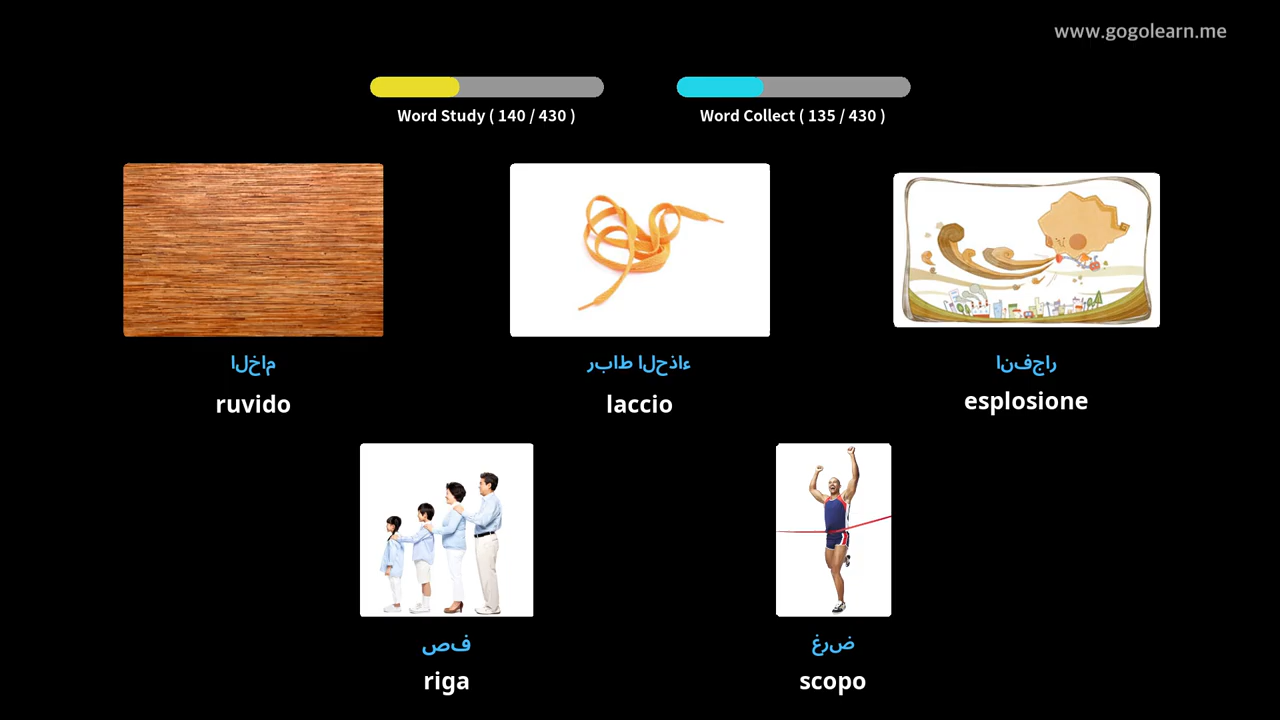 www.gogolearn.me
Word Study ( 140 / 430 )
Word Collect ( 135 / 430 )
الخام
ruvido
رباط الحذاء
laccio
انفجار
esplosione
صف
riga
غرض
scopo